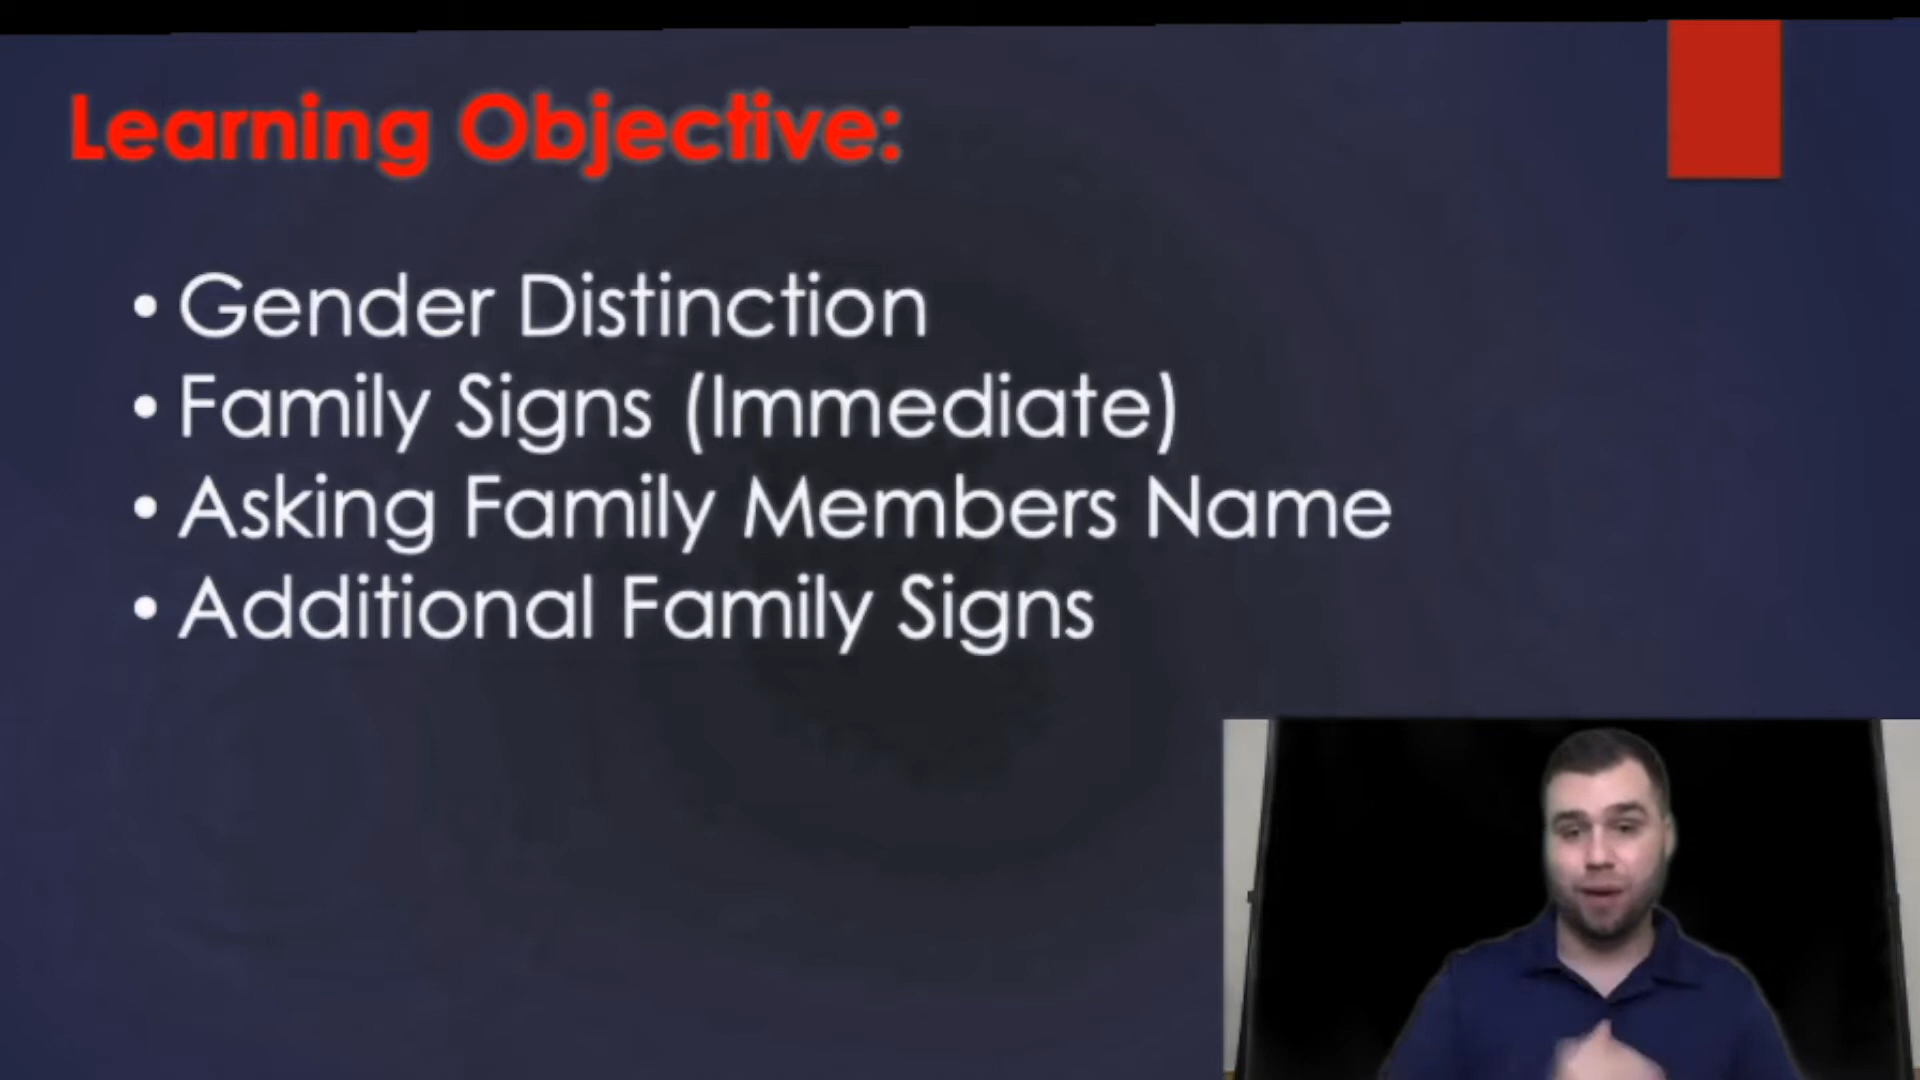 Learning Objective:
• Gender Distinction
• Family Signs (Immediate)
• Asking Family Members Name
• Additional Family Signs